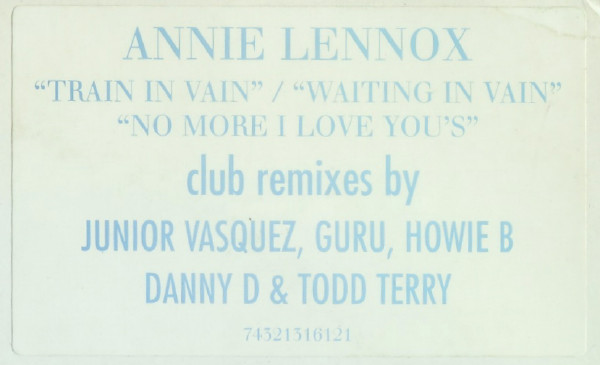 ANNIE LENNOX
“TRAIN IN VAIN” / “WAITING IN VAIN”
“NO MORE I LOVE YOU’S”
club remixes by
JUNIOR VASQUEZ, GURU, HOWIE B
DANNY D & TODD TERRY
74321316121